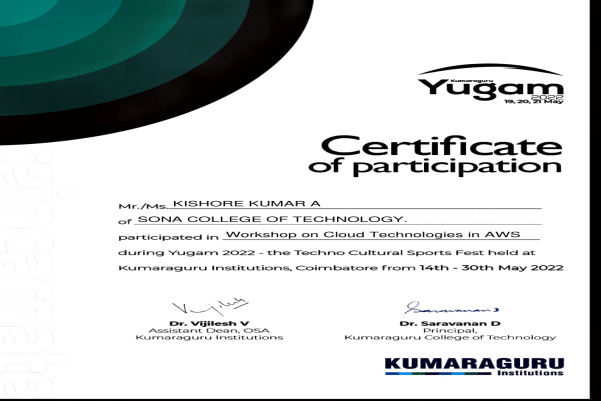 Kumaraguru
Yugam
2022
19, 20, 21 May
Certificate
of participation
Mr./Ms. KISHORE KUMAR A
of SONA COLLEGE OF TECHNOLOGY.
participated in Workshop on Cloud Technologies in AWS
during Yugam 2022 - the Techno Cultural Sports Fest held at
Kumaraguru Institutions, Coimbatore from 14th - 30th May 2022
Vijilesh
Saravanan D
Dr. Vijilesh V
Assistant Dean, OSA
Kumaraguru Institutions
Dr. Saravanan D
Principal,
Kumaraguru College of Technology
KUMARAGURU
Institutions
reincarnate